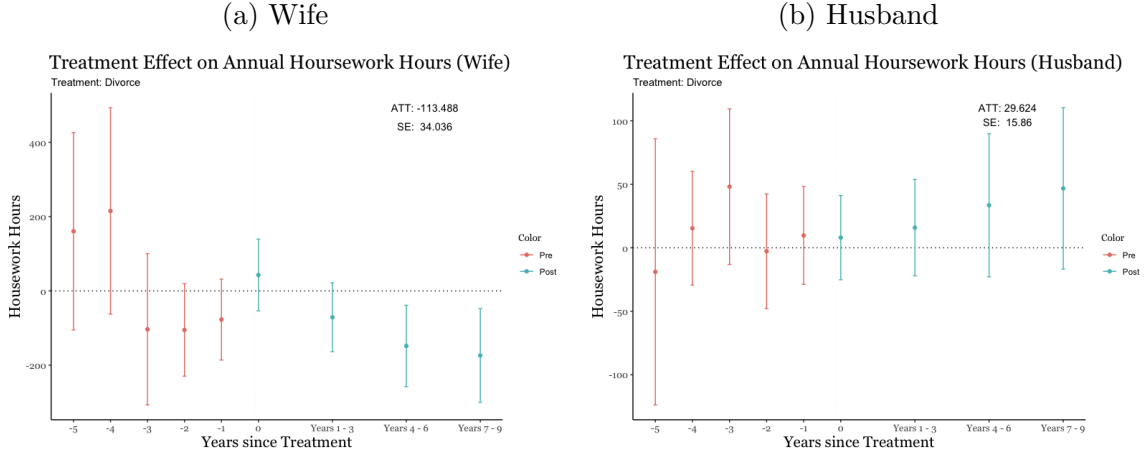 (a) Wife
Treatment Effect on Annual Hoursework Hours (Wife)
Treatment: Divorce
ATT: -113.488
SE: 34.036
400
200
0
-200
Housework Hours
-5
-4
-3
-2
-1
0
Years 1 - 3
Years 4 - 6
Years 7 - 9
Years since Treatment
Color
Pre
Post
(b) Husband
Treatment Effect on Annual Hoursework Hours (Husband)
Treatment: Divorce
ATT: 29.624
SE: 15.86
100
50
0
-50
-100
Housework Hours
-5
-4
-3
-2
-1
0
Years 1 - 3
Years 4 - 6
Years 7 - 9
Years since Treatment
Color
Pre
Post